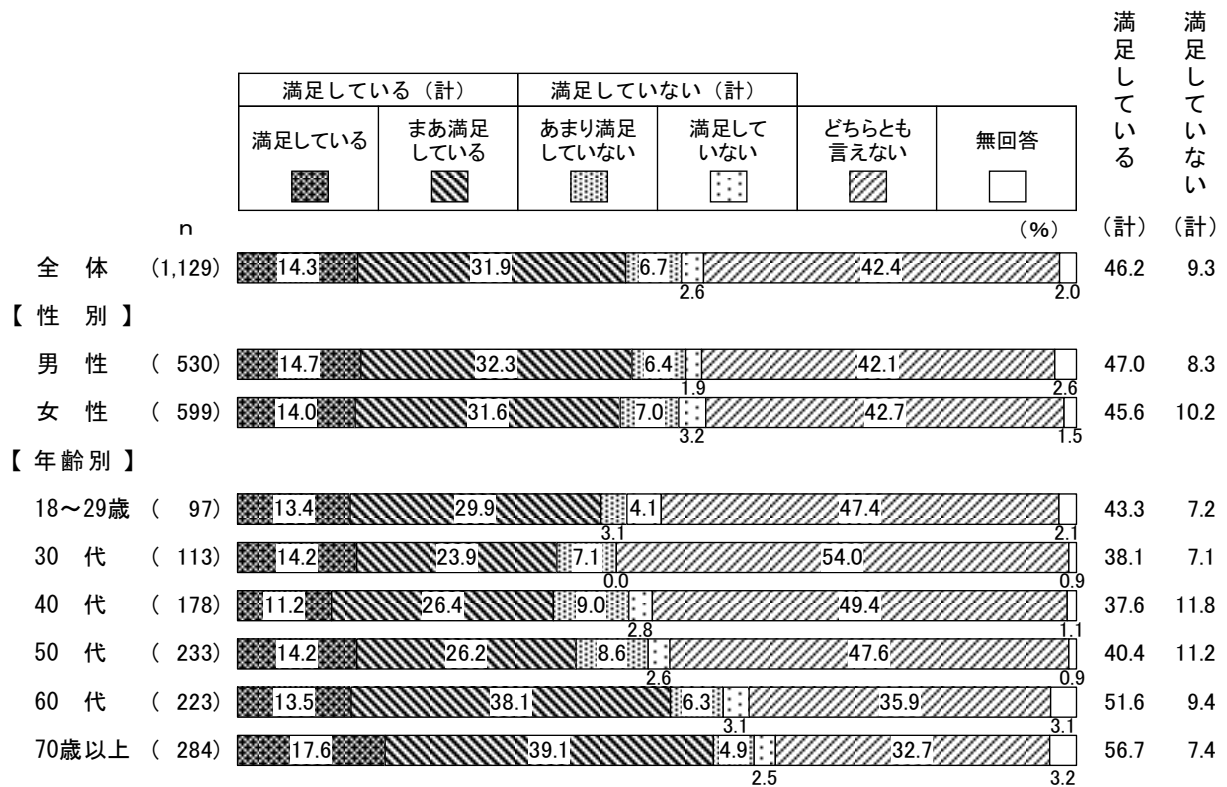 満足している（計） 満足していない（計） 満足している（計） 満足していない（計）
満足している まあ満足している あまり満足していない 満足していない どちらとも言えない 無回答
n （%）
全 体 (1,129) 14.3 31.9 6.7 2.6 42.4 2.0 46.2 9.3
【 性 別 】
男 性 ( 530) 14.7 32.3 6.4 1.9 42.1 2.6 47.0 8.3
女 性 ( 599) 14.0 31.6 7.0 3.2 42.7 1.5 45.6 10.2
【 年齢別 】
18～29歳 ( 97) 13.4 29.9 3.1 4.1 47.4 2.1 43.3 7.2
30 代 ( 113) 14.2 23.9 7.1 0.0 54.0 0.9 38.1 7.1
40 代 ( 178) 11.2 26.4 9.0 2.8 49.4 1.1 37.6 11.8
50 代 ( 233) 14.2 26.2 8.6 2.6 47.6 0.9 40.4 11.2
60 代 ( 223) 13.5 38.1 6.3 3.1 35.9 3.1 51.6 9.4
70歳以上 ( 284) 17.6 39.1 4.9 2.5 32.7 3.2 56.7 7.4